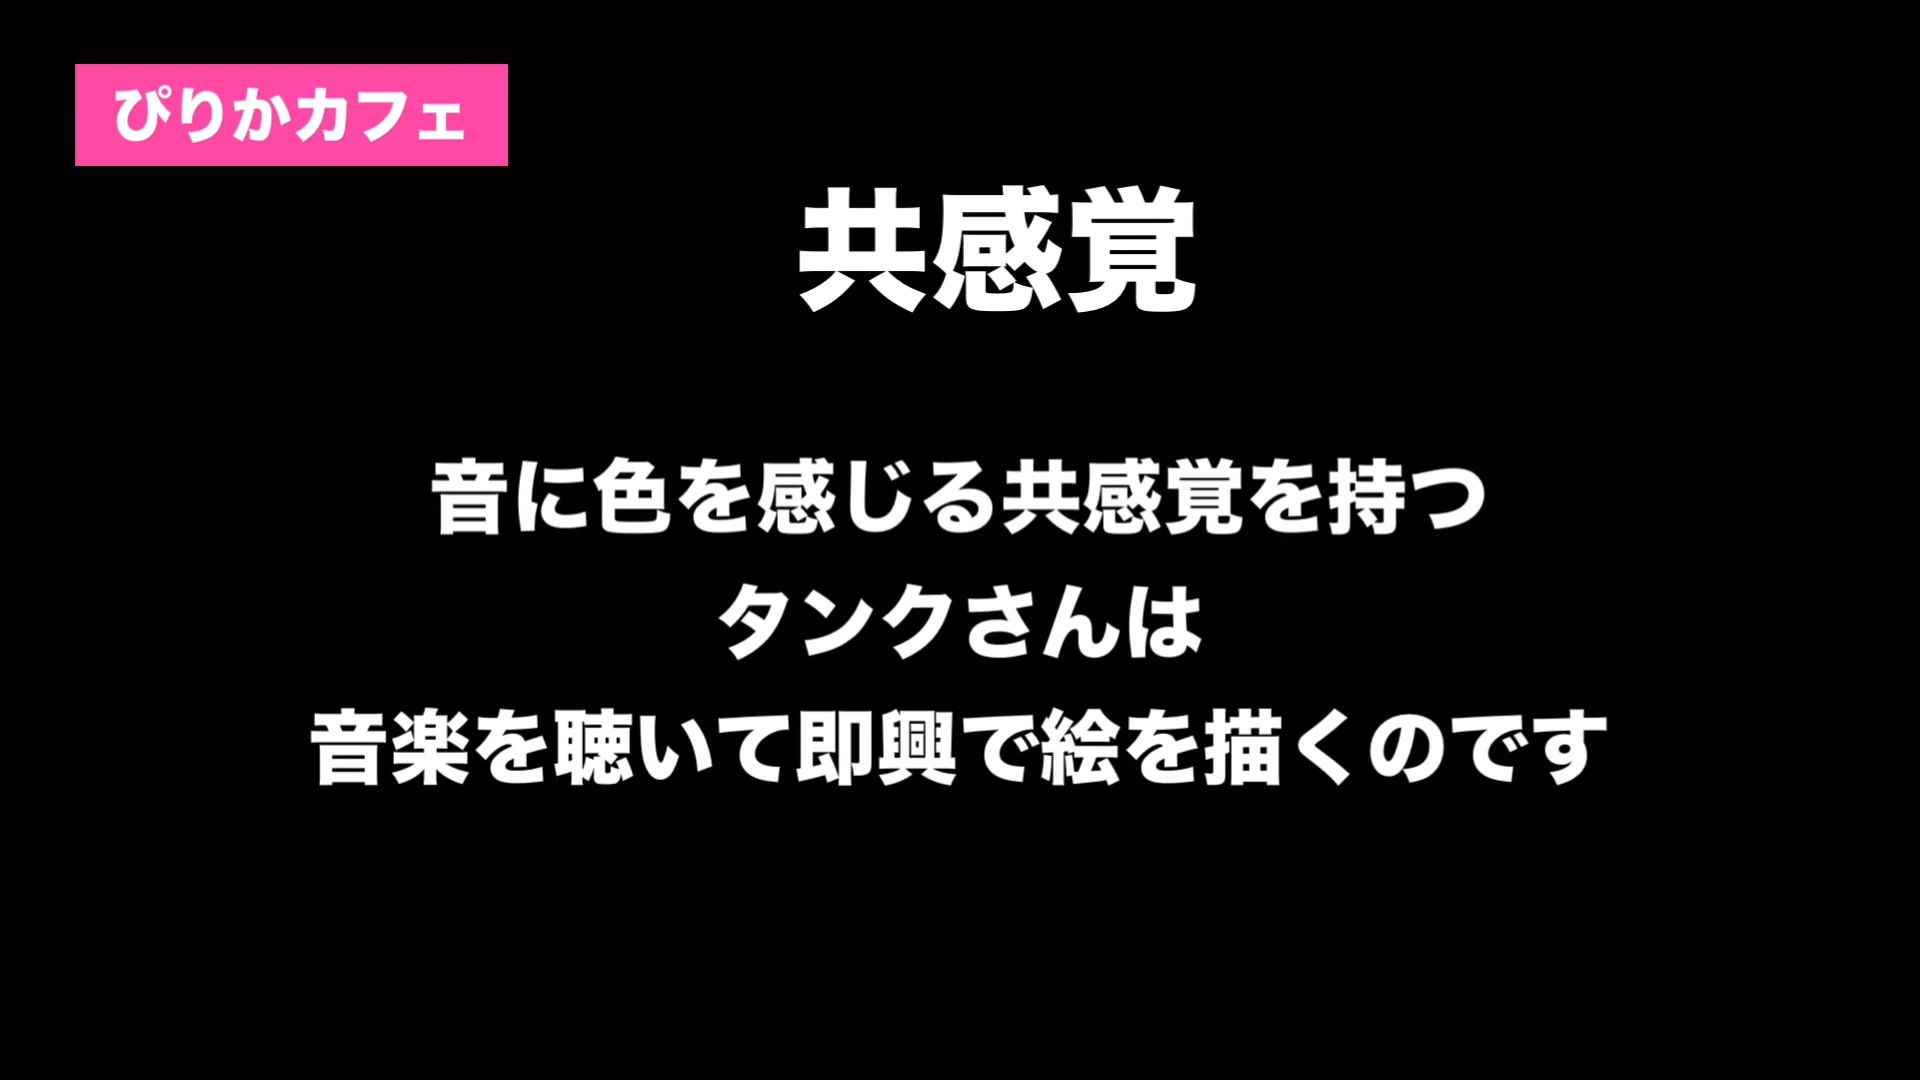 ぴりかカフェ
共感覚
音に色を感じる共感覚を持つ
タンクさんは
音楽を聴いて即興で絵を描くのです